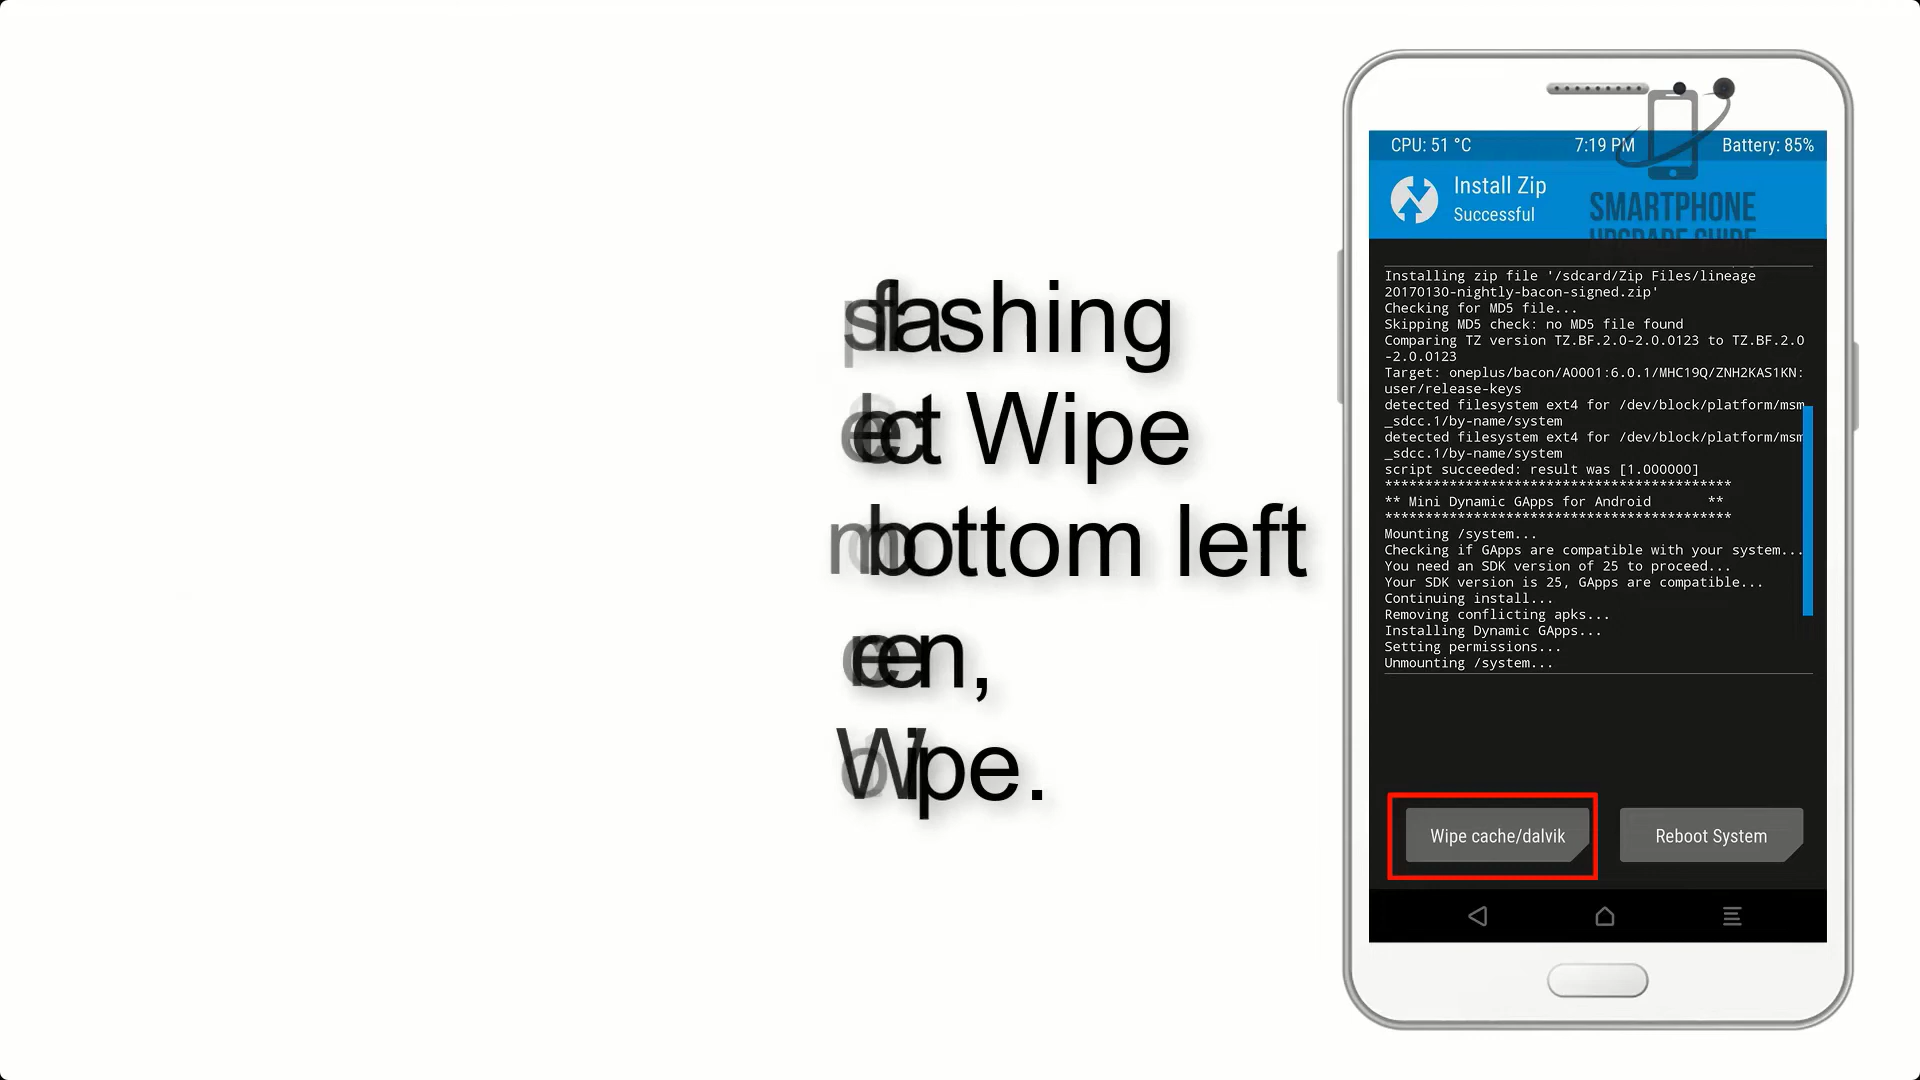 flashing
Wipe
bottom left
Wipe.
CPU: 51 °C 7:19 PM Battery: 85%
Install Zip
Successful
SMARTPHONE
UPGRADE GUIDE
Installing zip file '/sdcard/Zip Files/lineage
20170130-nightly-bacon-signed.zip'
Checking for MD5 file...
Skipping MD5 check: no MD5 file found
Comparing TZ version TZ.BF.2.0-2.0.0123 to TZ.BF.2.0
-2.0.0123
Target: oneplus/bacon/A0001:6.0.1/MHC19Q/ZNH2KAS1KN:
user/release-keys
detected filesystem ext4 for /dev/block/platform/msm
_sdcc.1/by-name/system
detected filesystem ext4 for /dev/block/platform/msm
_sdcc.1/by-name/system
script succeeded: result was [1.000000]
*******************************************
** Mini Dynamic GApps for Android **
*******************************************
Mounting /system...
Checking if GApps are compatible with your system...
You need an SDK version of 25 to proceed...
Your SDK version is 25, GApps are compatible...
Continuing install...
Removing conflicting apks...
Installing Dynamic GApps...
Setting permissions...
Unmounting /system...
Wipe cache/dalvik Reboot System